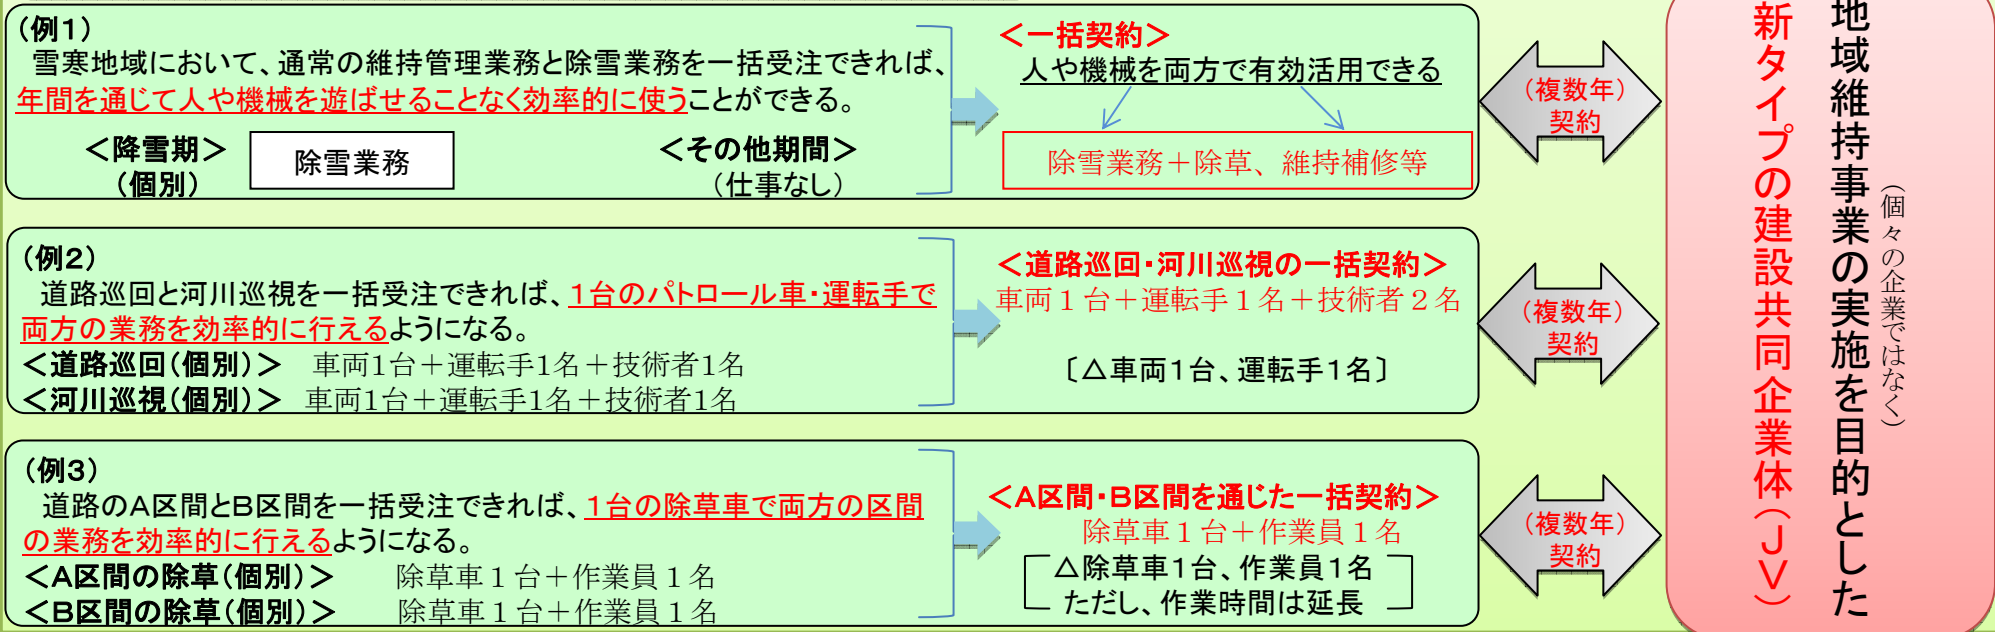 (例1)
雪寒地域において、通常の維持管理業務と除雪業務を一括受注できれば、
年間を通じて人や機械を遊ばせることなく効率的に使うことができる。
<降雪期>
(個別)
除雪業務
<その他期間>
(仕事なし)
<一括契約>
人や機械を両方で有効活用できる
除雪業務+除草、維持補修等
(複数年)
契約
(例2)
道路巡回と河川巡視を一括受注できれば、1台のパトロール車・運転手で
両方の業務を効率的に行えるようになる。
<道路巡回(個別)> 車両1台+運転手1名+技術者1名
<河川巡視(個別)> 車両1台+運転手1名+技術者1名
<道路巡回・河川巡視の一括契約>
車両1台+運転手1名+技術者2名
〔△車両1台、運転手1名〕
(複数年)
契約
(例3)
道路のA区間とB区間を一括受注できれば、1台の除草車で両方の区間
の業務を効率的に行えるようになる。
<A区間の除草(個別)> 除草車1台+作業員1名
<B区間の除草(個別)> 除草車1台+作業員1名
<A区間・B区間を通じた一括契約>
除草車1台+作業員1名
△除草車1台、作業員1名
ただし、作業時間は延長
(複数年)
契約
(個々の企業ではなく)
地域維持事業の実施を目的とした
新タイプの建設共同企業体(JV)